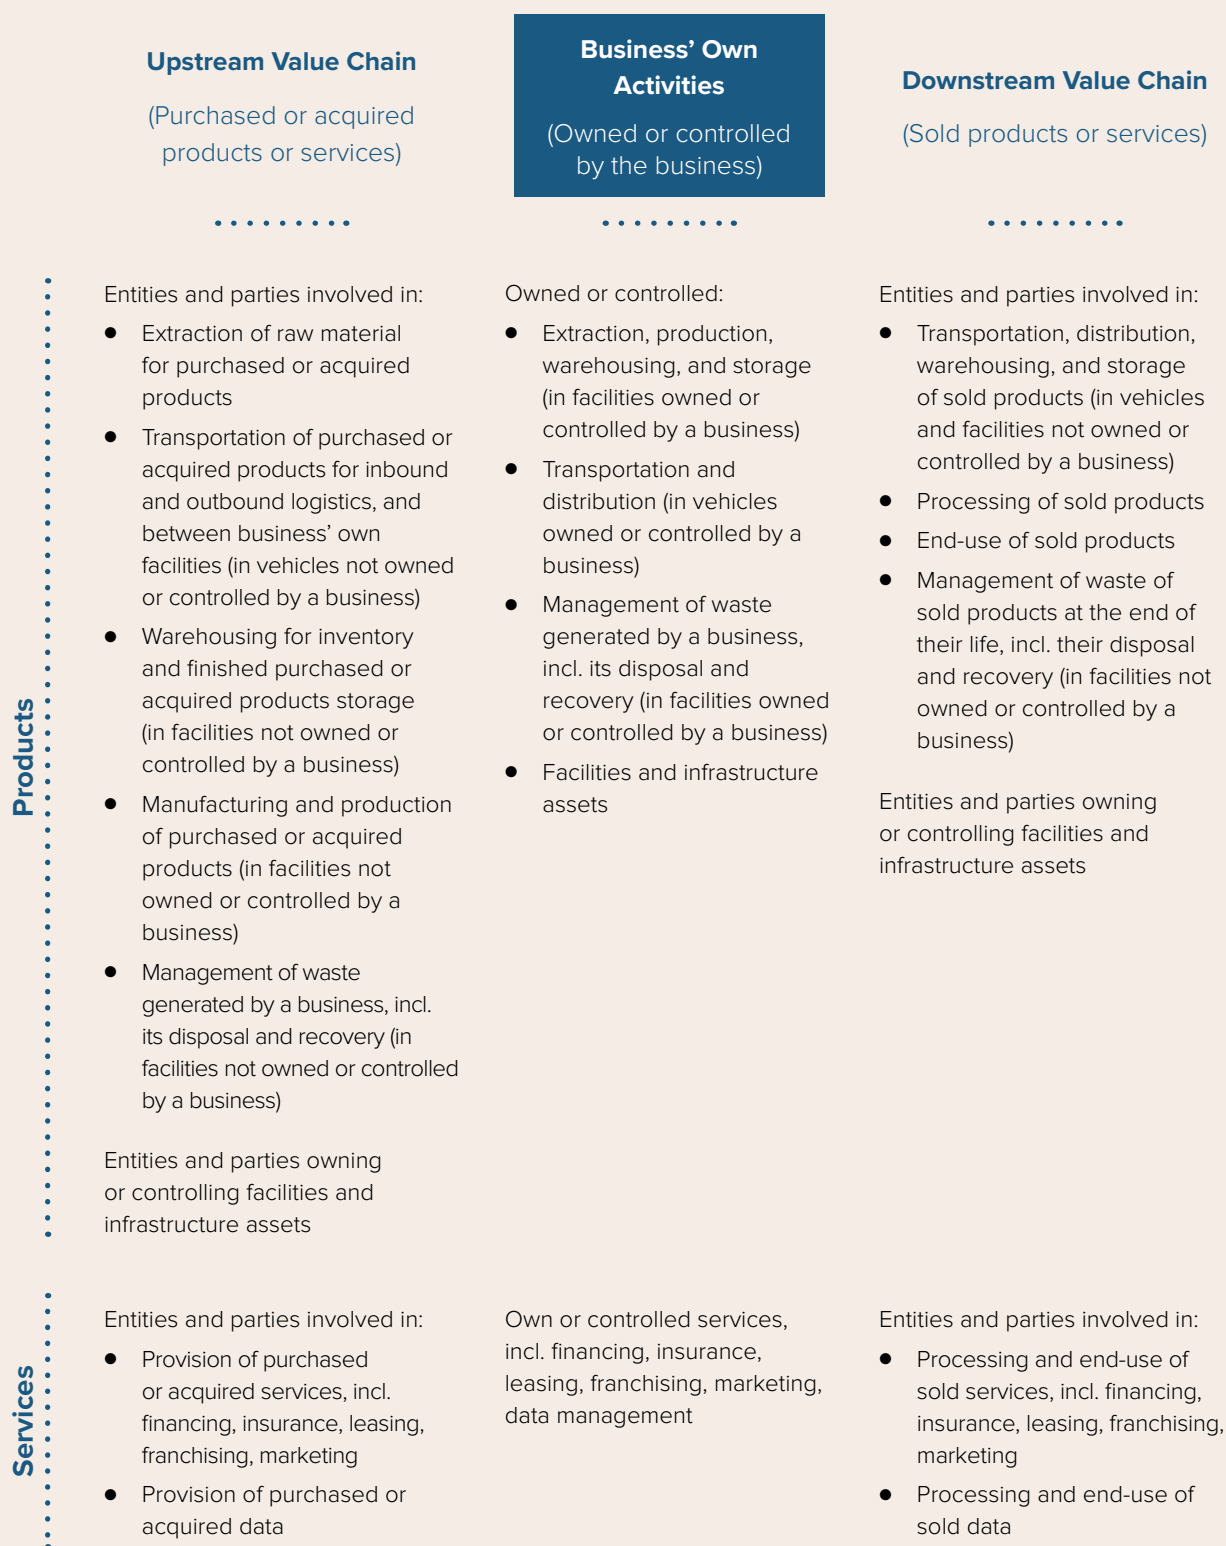 Upstream Value Chain
(Purchased or acquired
products or services)
Business’ Own
Activities
(Owned or controlled
by the business)
Downstream Value Chain
(Sold products or services)
Products
Entities and parties involved in:
● Extraction of raw material
for purchased or acquired
products
● Transportation of purchased or
acquired products for inbound
and outbound logistics, and
between business’ own
facilities (in vehicles not owned
or controlled by a business)
● Warehousing for inventory
and finished purchased or
acquired products storage
(in facilities not owned or
controlled by a business)
● Manufacturing and production
of purchased or acquired
products (in facilities not
owned or controlled by a
business)
● Management of waste
generated by a business, incl.
its disposal and recovery (in
facilities not owned or controlled
by a business)
Entities and parties owning
or controlling facilities and
infrastructure assets
Owned or controlled:
● Extraction, production,
warehousing, and storage
(in facilities owned or
controlled by a business)
● Transportation and
distribution (in vehicles
owned or controlled by a
business)
● Management of waste
generated by a business,
incl. its disposal and
recovery (in facilities owned
or controlled by a business)
● Facilities and infrastructure
assets
Entities and parties involved in:
● Transportation, distribution,
warehousing, and storage
of sold products (in vehicles
and facilities not owned or
controlled by a business)
● Processing of sold products
● End-use of sold products
● Management of waste of
sold products at the end of
their life, incl. their disposal
and recovery (in facilities not
owned or controlled by a
business)
Entities and parties owning
or controlling facilities and
infrastructure assets
Services
Entities and parties involved in:
● Provision of purchased
or acquired services, incl.
financing, insurance, leasing,
franchising, marketing
● Provision of purchased or
acquired data
Own or controlled services,
incl. financing, insurance,
leasing, franchising, marketing,
data management
Entities and parties involved in:
● Processing and end-use of
sold services, incl. financing,
insurance, leasing, franchising,
marketing
● Processing and end-use of
sold data